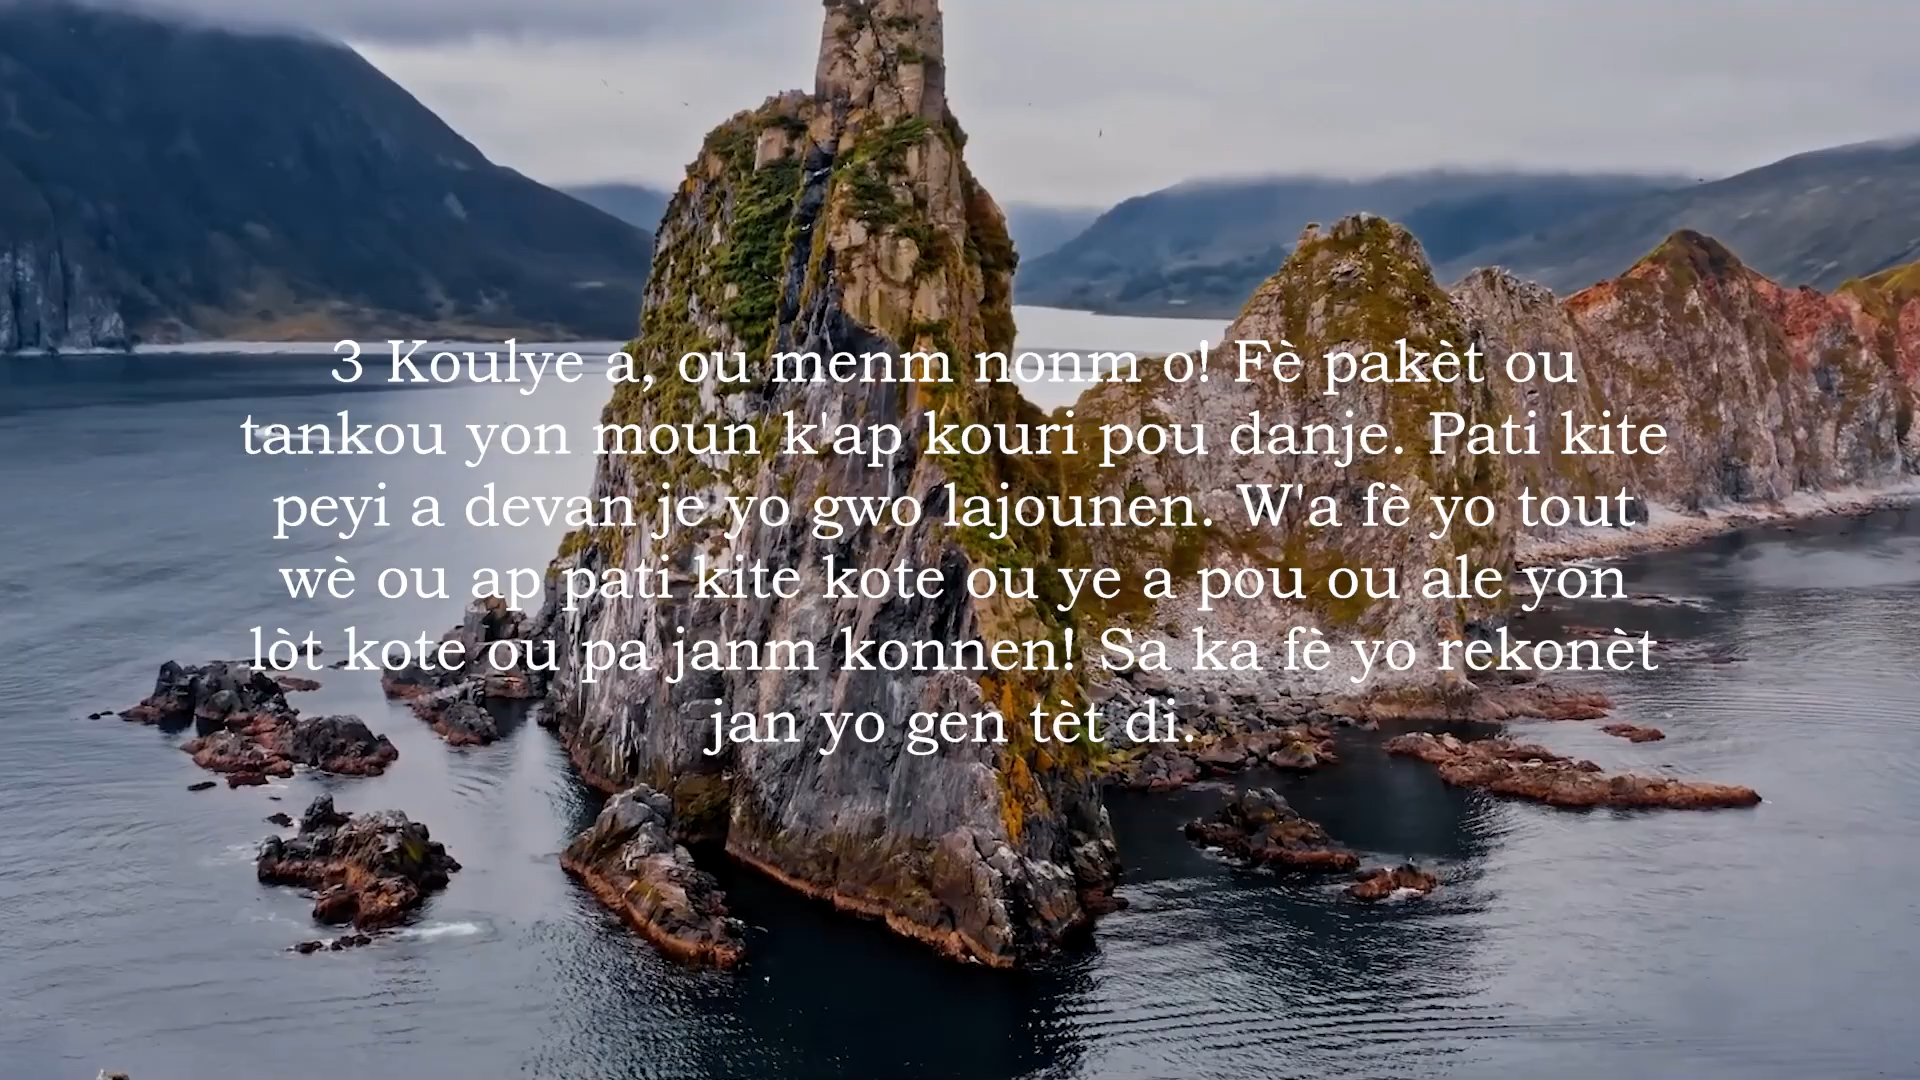 3 Koulye a, ou menm nonm o! Fè pakèt ou
tankou yon moun k'ap kouri pou danje. Pati kite
peyi a devan je yo gwo lajounen. W'a fè yo tout
wè ou ap pati kite kote ou ye a pou ou ale yon
lòt kote ou pa janm konnen! Sa ka fè yo rekonèt
jan yo gen tèt di.